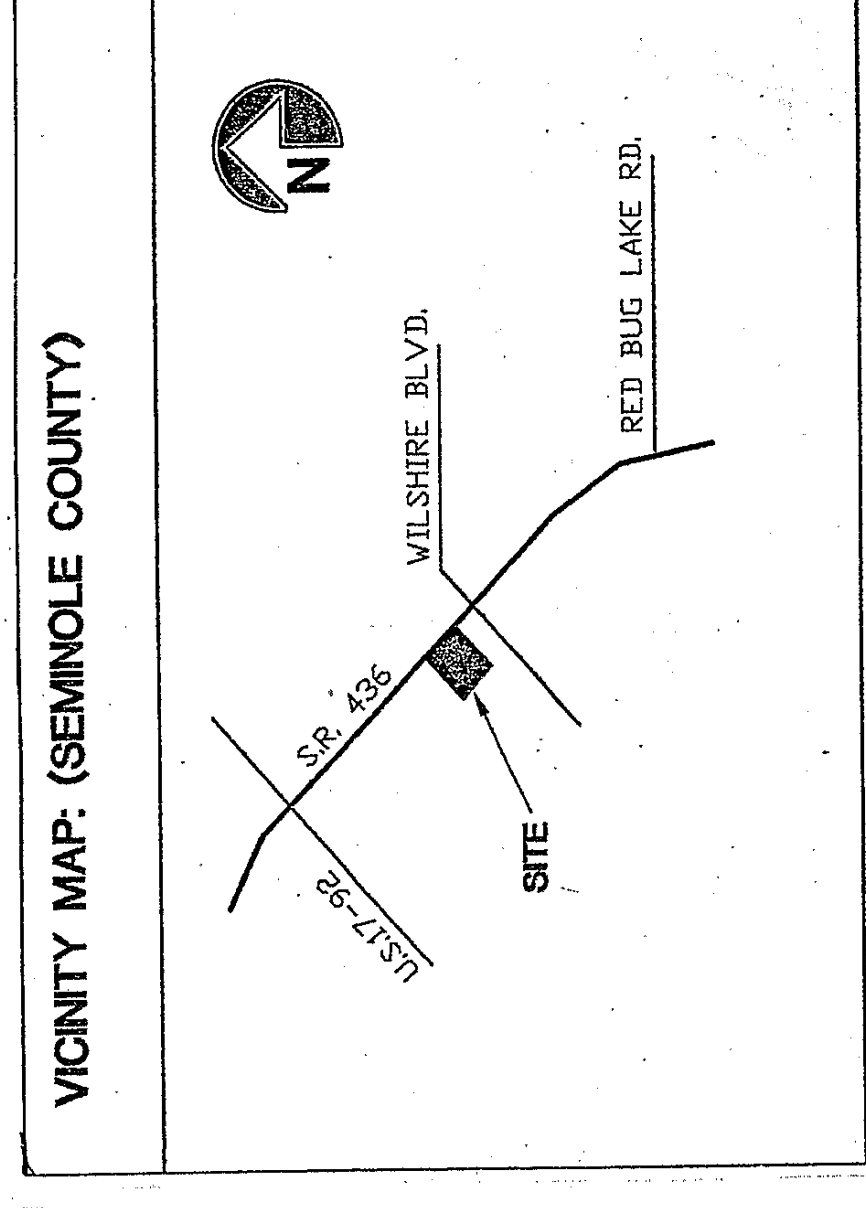 VICINITY MAP: (SEMINOLE COUNTY)
N
U.S.17-92
S.R. 436
WILSHIRE BLVD.
SITE
RED BUG LAKE RD.